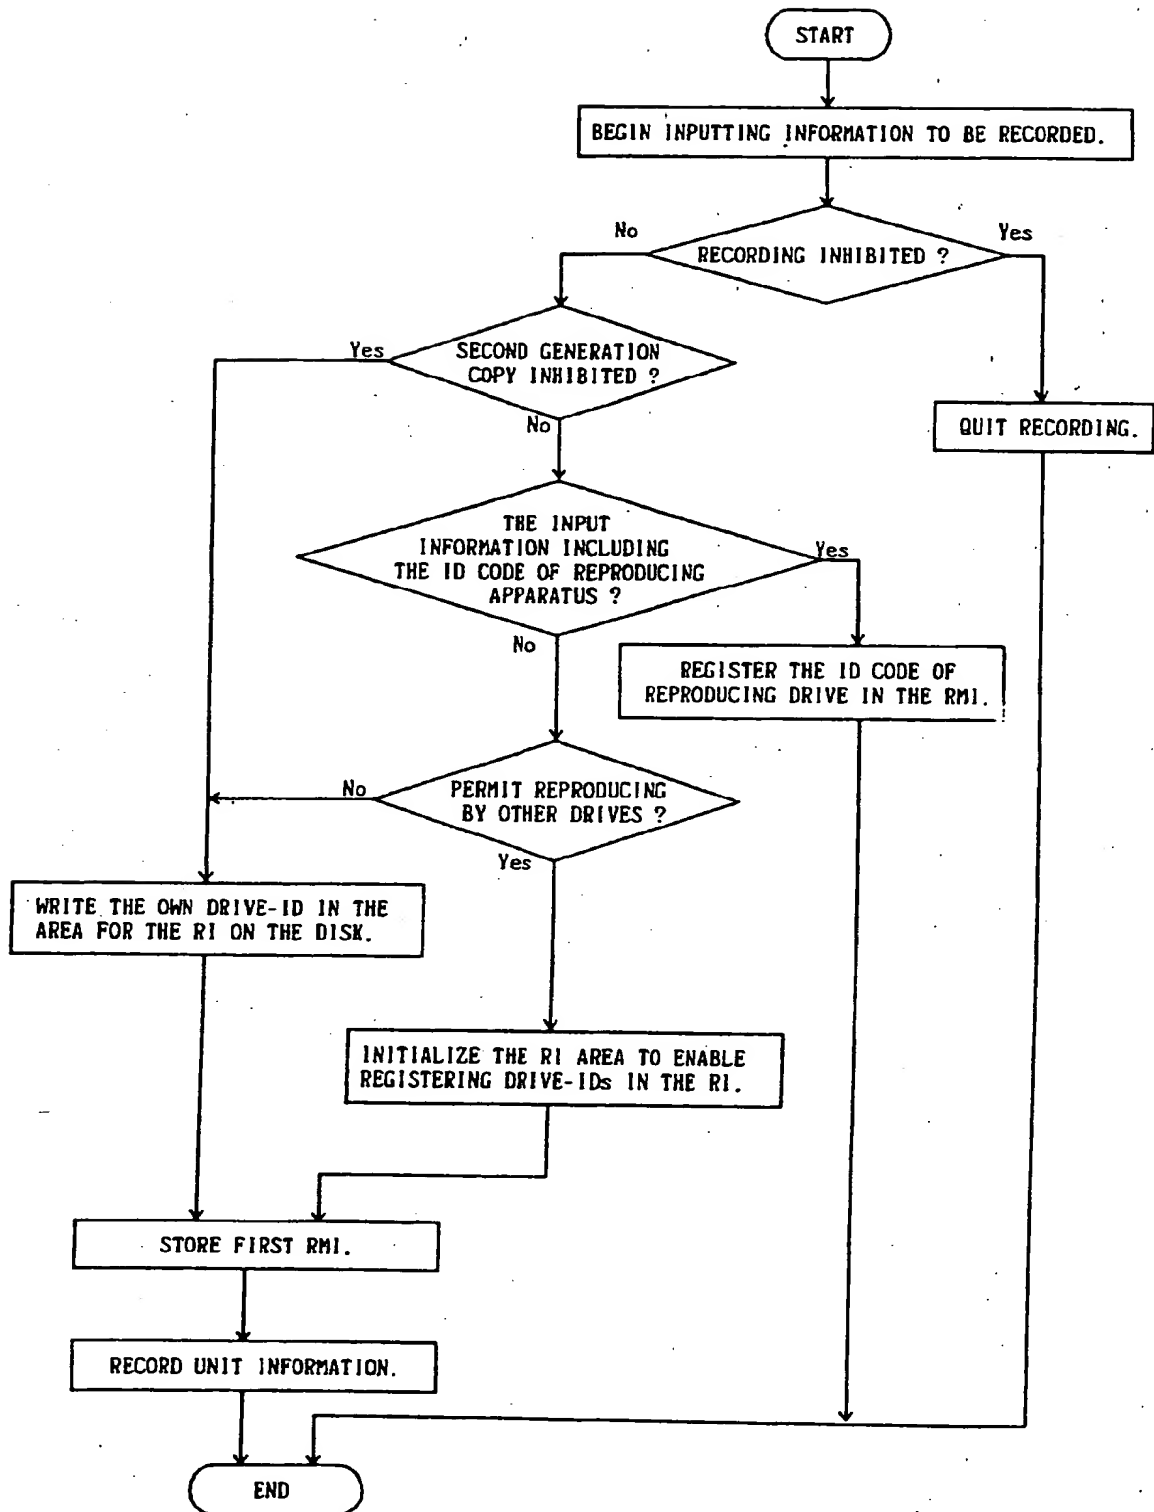 START
BEGIN INPUTTING INFORMATION TO BE RECORDED.
No
Yes
RECORDING INHIBITED ?
Yes
SECOND GENERATION
COPY INHIBITED ?
No
QUIT RECORDING.
THE INPUT
INFORMATION INCLUDING
THE ID CODE OF REPRODUCING
APPARATUS ?
Yes
No
REGISTER THE ID CODE OF
REPRODUCING DRIVE IN THE RMI.
No
PERMIT REPRODUCING
BY OTHER DRIVES ?
Yes
WRITE THE OWN DRIVE-ID IN THE
AREA FOR THE RI ON THE DISK.
INITIALIZE THE RI AREA TO ENABLE
REGISTERING DRIVE-IDs IN THE RI.
STORE FIRST RMI.
RECORD UNIT INFORMATION.
END